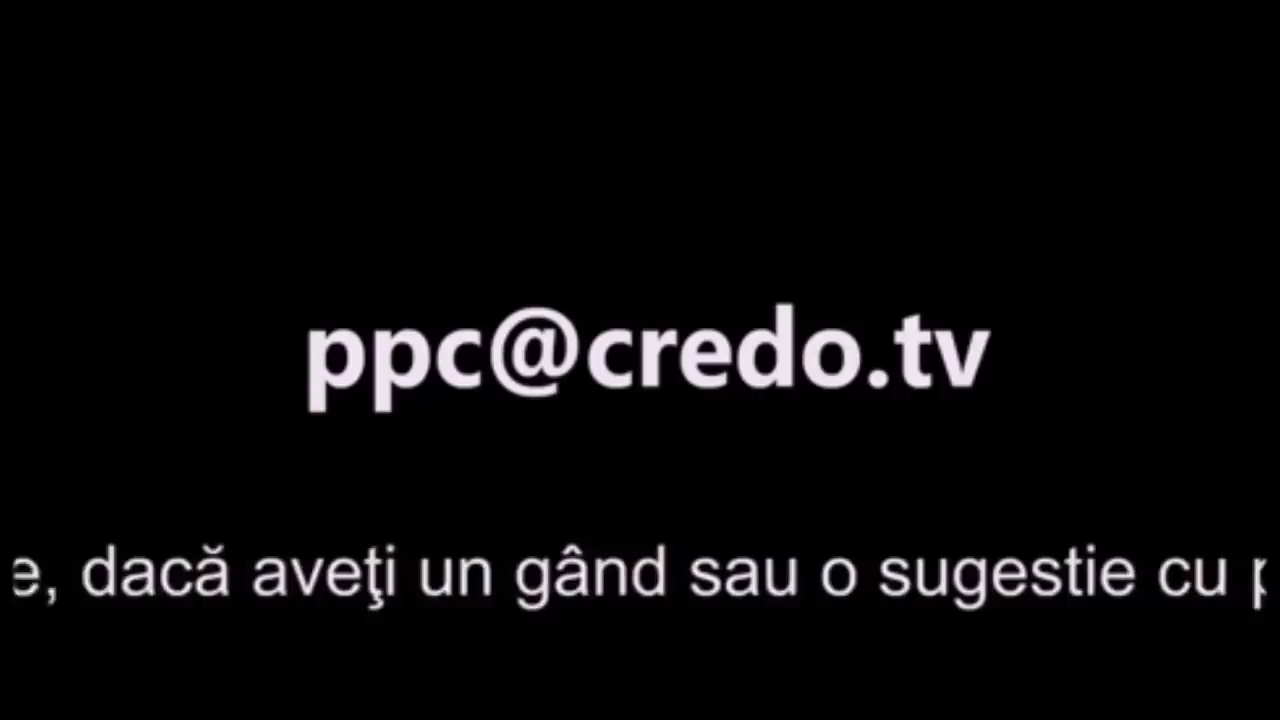 ppc@credo.tv
e, dacă aveţi un gând sau o sugestie cu